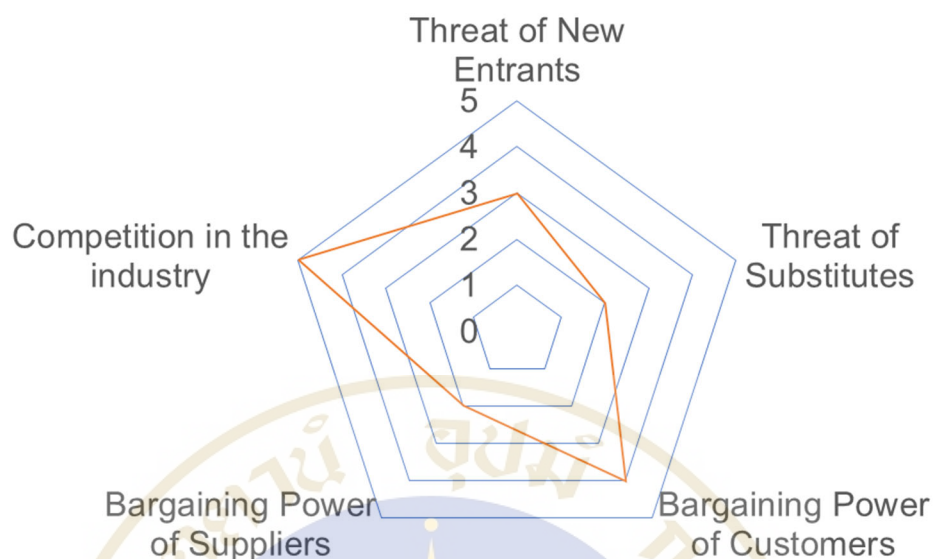 Threat of New
Entrants
5
4
3
2
1
0
Competition in the
industry
Threat of
Substitutes
Bargaining Power
of Suppliers
Bargaining Power
of Customers